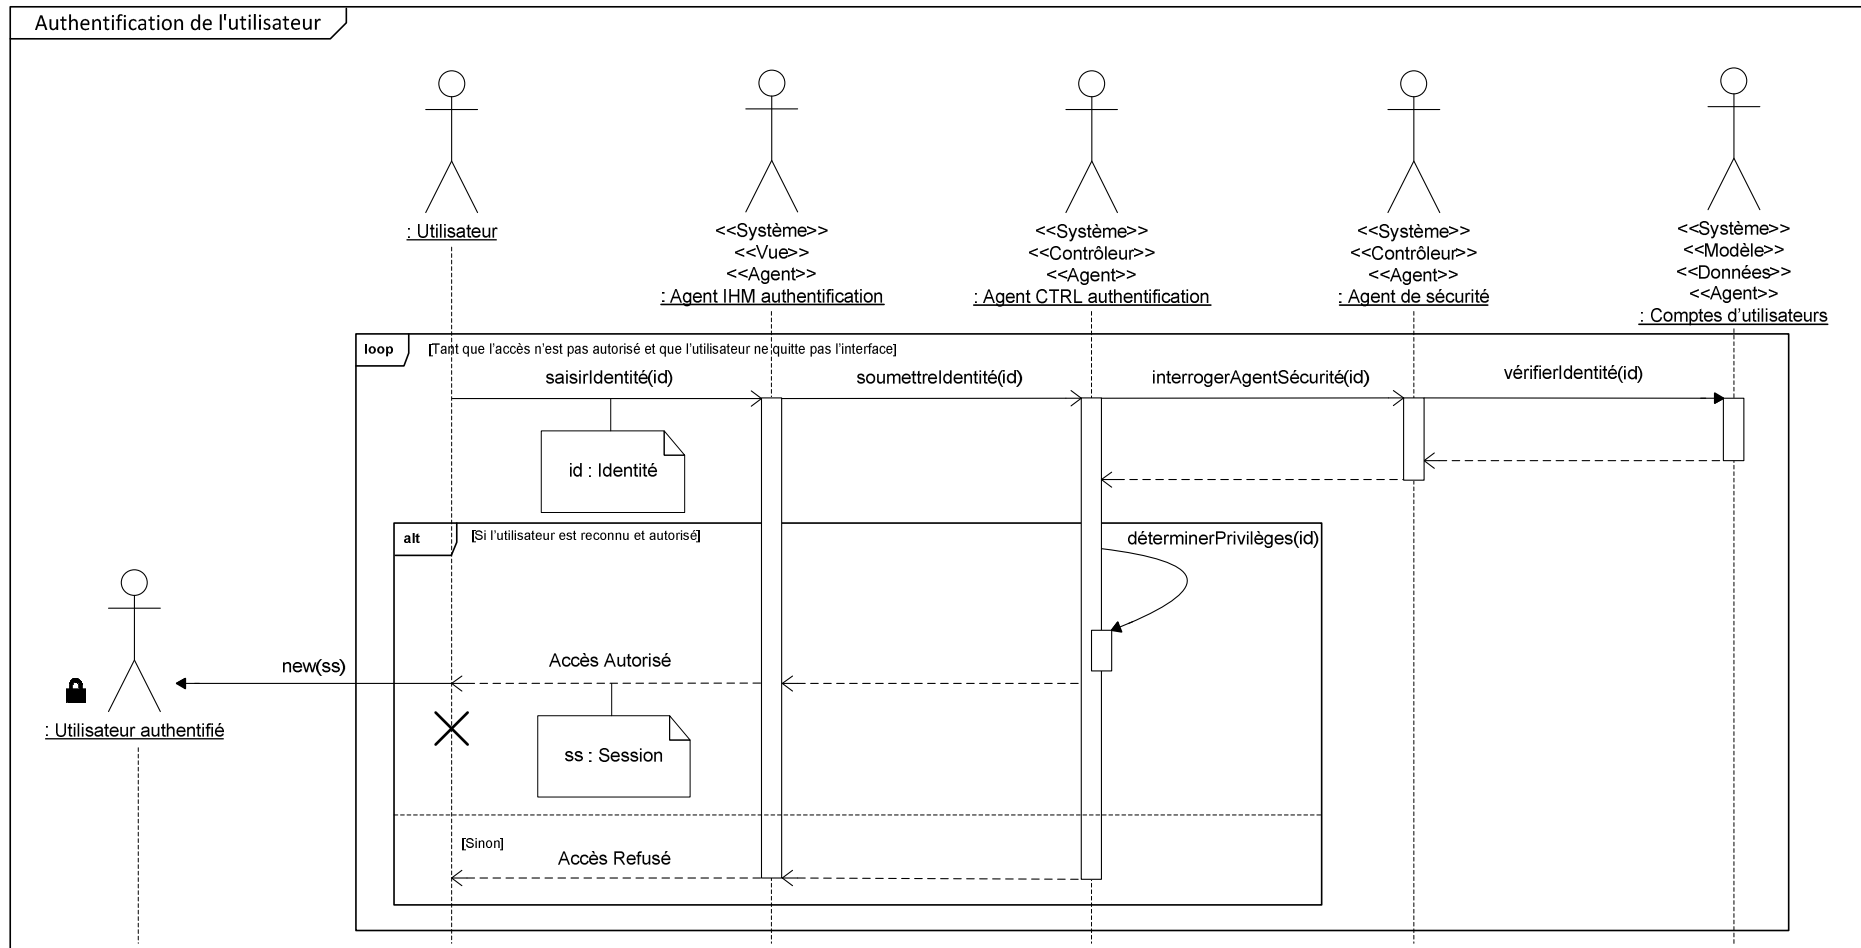 Authentification de l'utilisateur
: Utilisateur
<<Système>>
<<Vue>>
<<Agent>>
: Agent IHM authentification
<<Système>>
<<Contrôleur>>
<<Agent>>
: Agent CTRL authentification
<<Système>>
<<Contrôleur>>
<<Agent>>
: Agent de sécurité
<<Système>>
<<Modèle>>
<<Données>>
<<Agent>>
: Comptes d'utilisateurs
loop
[Tant que l'accès n'est pas autorisé et que l'utilisateur ne quitte pas l'interface]
saisirIdentité(id)
soumettreIdentité(id)
interrogerAgentSécurité(id)
vérifierIdentité(id)
id : Identité
alt
[Si l'utilisateur est reconnu et autorisé]
déterminerPrivilèges(id)
new(ss)
Accès Autorisé
: Utilisateur authentifié
ss : Session
[Sinon]
Accès Refusé